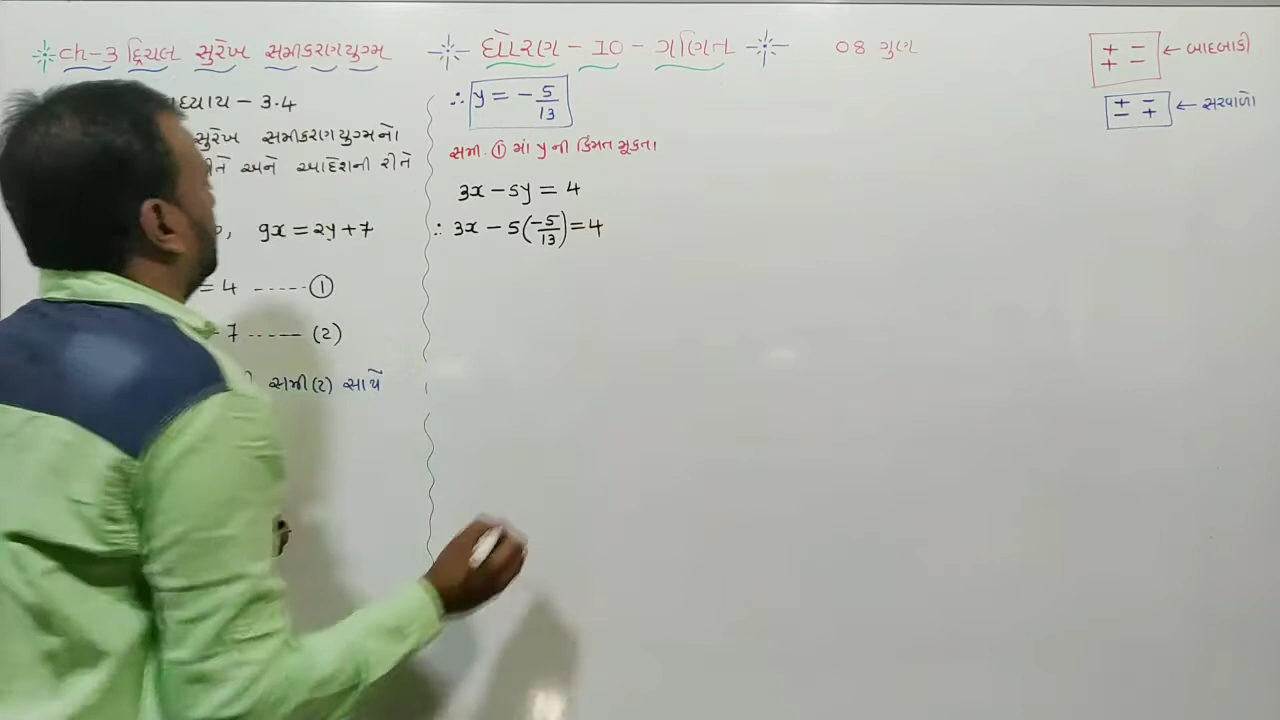 ch-3 દ્વિચલ સુરેખ સમીકરણયુગ્મ
ધોરણ - 10 - ગણિત
08 ગુણ
+ -
+ -
← બાદબાકી
+ -
- +
← સરવાળો
ધ્યાય - 3.4
સુરેખ સમીકરણયુગ્મનો
રીતે અને આદેશની રીતે
, 9x = 2y + 7
= 4 ------ ①
- 7 ------ (2)
સમી(2) સાથે
∴ y = - 5/13
સમી. ① માં y ની કિંમત મૂકતા
3x - 5y = 4
∴ 3x - 5(-5/13) = 4